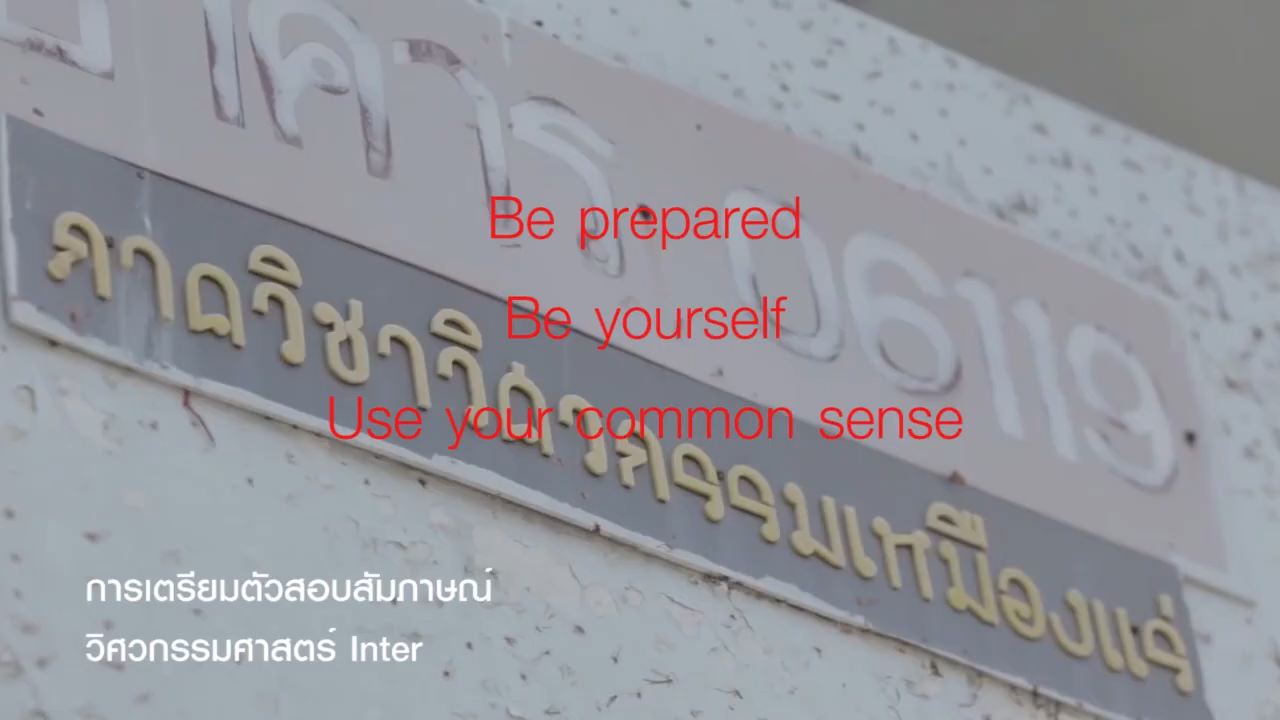 อาคาร 06119
ภาควิชาวิศวกรรมเหมืองแร่
Be prepared
Be yourself
Use your common sense
การเตรียมตัวสอบสัมภาษณ์
วิศวกรรมศาสตร์ Inter